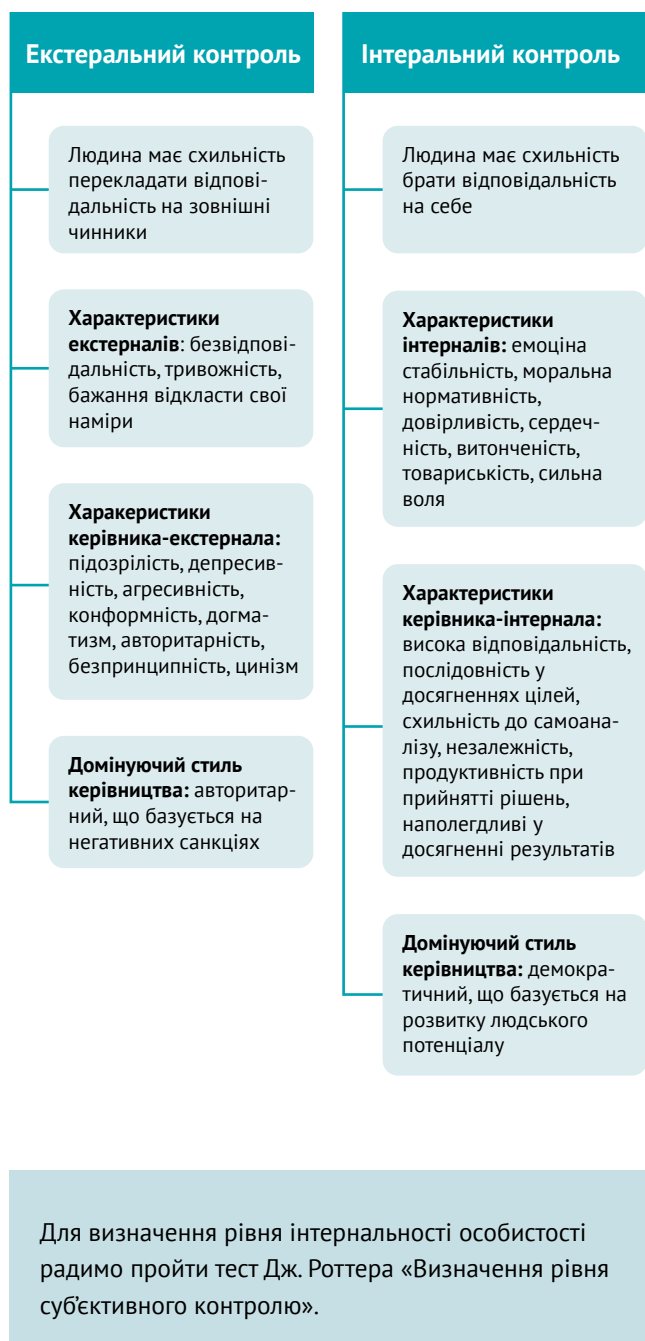 Екстеральний контроль
Людина має схильність
перекладати відпові-
дальність на зовнішні
чинники
Характеристики
екстерналів: безвідпові-
дальність, тривожність,
бажання відкласти свої
наміри
Харакеристики
керівника-екстернала:
підозрілість, депресив-
ність, агресивність,
конформність, догма-
тизм, авторитарність,
безпринципність, цинізм
Домінуючий стиль
керівництва: авторитар-
ний, що базується на
негативних санкціях
Інтеральний контроль
Людина має схильність
брати відповідальність
на себе
Характеристики
інтерналів: емоціна
стабільність, моральна
нормативність,
довірливість, сердеч-
ність, витонченість,
товариськість, сильна
воля
Характеристики
керівника-інтернала:
висока відповідальність,
послідовність у
досягненнях цілей,
схильність до самоана-
лізу, незалежність,
продуктивність при
прийнятті рішень,
наполегдливі у
досягненні результатів
Домінуючий стиль
керівництва: демокра-
тичний, що базується на
розвитку людського
потенціалу
Для визначення рівня інтернальності особистості
радимо пройти тест Дж. Роттера «Визначення рівня
суб’єктивного контролю».